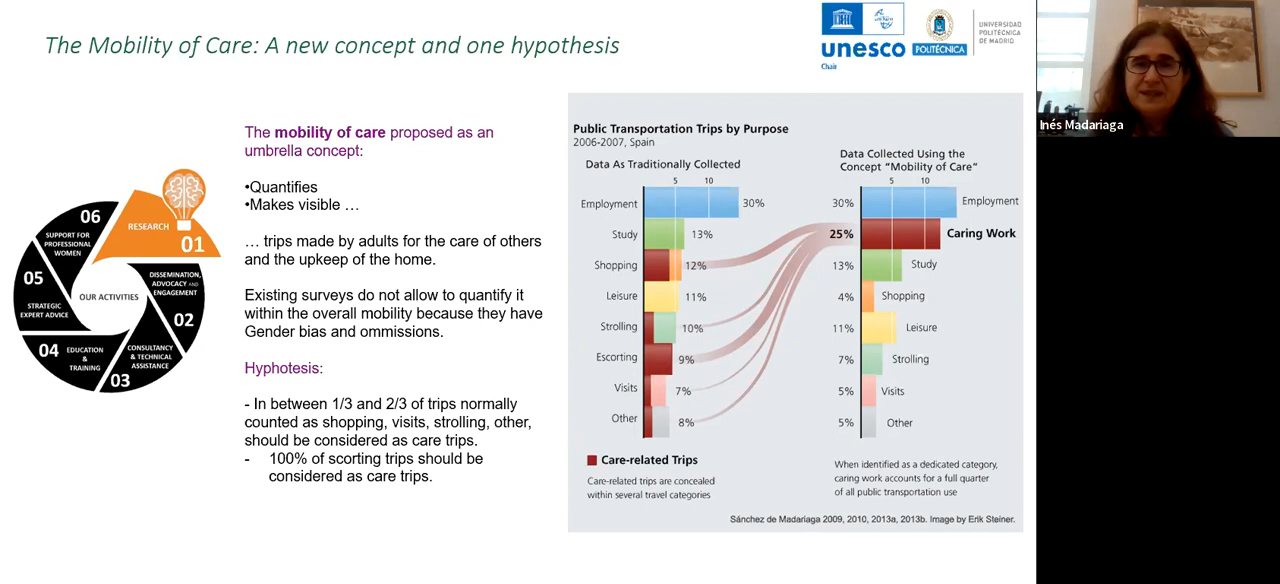 The Mobility of Care: A new concept and one hypothesis
unesco
Chair
POLITÉCNICA
UNIVERSIDAD
POLITÉCNICA
DE MADRID
Inés Madariaga
OUR ACTIVITIES
RESEARCH
01
DISSEMINATION,
ADVOCACY AND
ENGAGEMENT
02
CONSULTANCY
& TECHNICAL
ASSISTANCE
03
04
EDUCATION
&
TRAINING
05
STRATEGIC
EXPERT ADVICE
06
SUPPORT FOR
PROFESSIONAL
WOMEN
The mobility of care proposed as an
umbrella concept:
•Quantifies
•Makes visible …
… trips made by adults for the care of others
and the upkeep of the home.
Existing surveys do not allow to quantify it
within the overall mobility because they have
Gender bias and ommissions.
Hyphotesis:
- In between 1/3 and 2/3 of trips normally
counted as shopping, visits, strolling, other,
should be considered as care trips.
- 100% of scorting trips should be
considered as care trips.
Public Transportation Trips by Purpose
2006-2007, Spain
Data As Traditionally Collected
5 10
Employment 30%
Study 13%
Shopping 12%
Leisure 11%
Strolling 10%
Escorting 9%
Visits 7%
Other 8%
Care-related Trips
Care-related trips are concealed
within several travel categories
Data Collected Using the
Concept “Mobility of Care”
5 10
30% Employment
25% Caring Work
13% Study
4% Shopping
11% Leisure
7% Strolling
5% Visits
5% Other
When identified as a dedicated category,
caring work accounts for a full quarter
of all public transportation use
Sánchez de Madariaga 2009, 2010, 2013a, 2013b. Image by Erik Steiner.